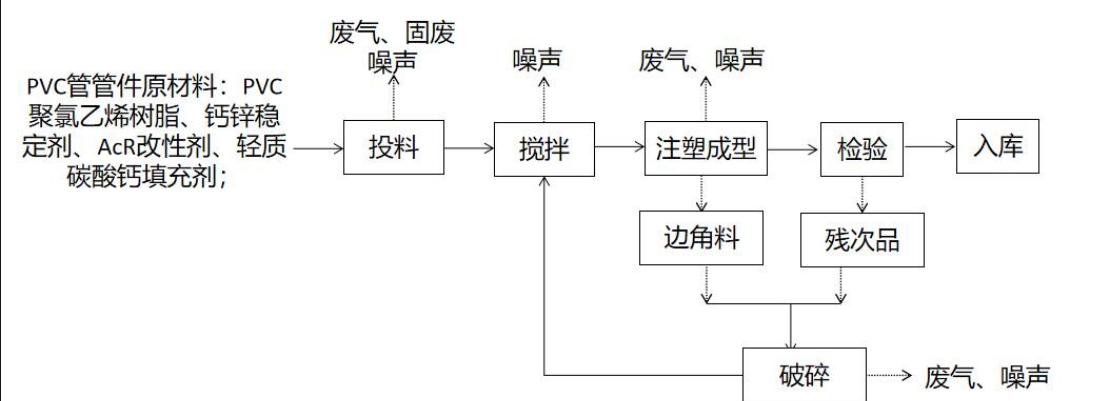 废气、固废
噪声
噪声
废气、噪声
PVC管管件原材料：PVC
聚氯乙烯树脂、钙锌稳
定剂、AcR改性剂、轻质
碳酸钙填充剂；
投料
搅拌
注塑成型
检验
入库
边角料
残次品
破碎
废气、噪声